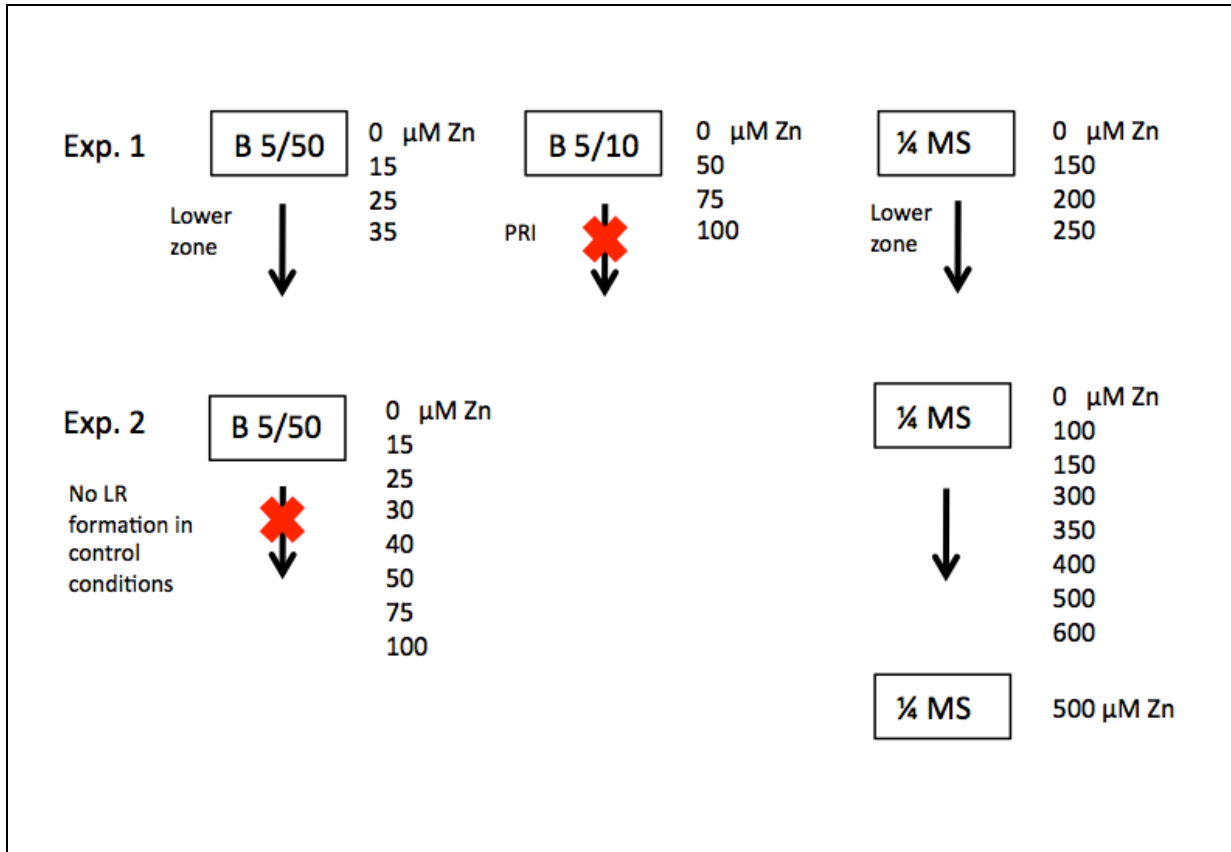 Exp. 1
B 5/50
0 μM Zn
15
25
35
Lower
zone
B 5/10
0 μM Zn
50
75
100
PRI
¼ MS
0 μM Zn
150
200
250
Lower
zone
Exp. 2
B 5/50
0 μM Zn
15
25
30
40
50
75
100
No LR
formation in
control
conditions
¼ MS
0 μM Zn
100
150
300
350
400
500
600
¼ MS
500 μM Zn